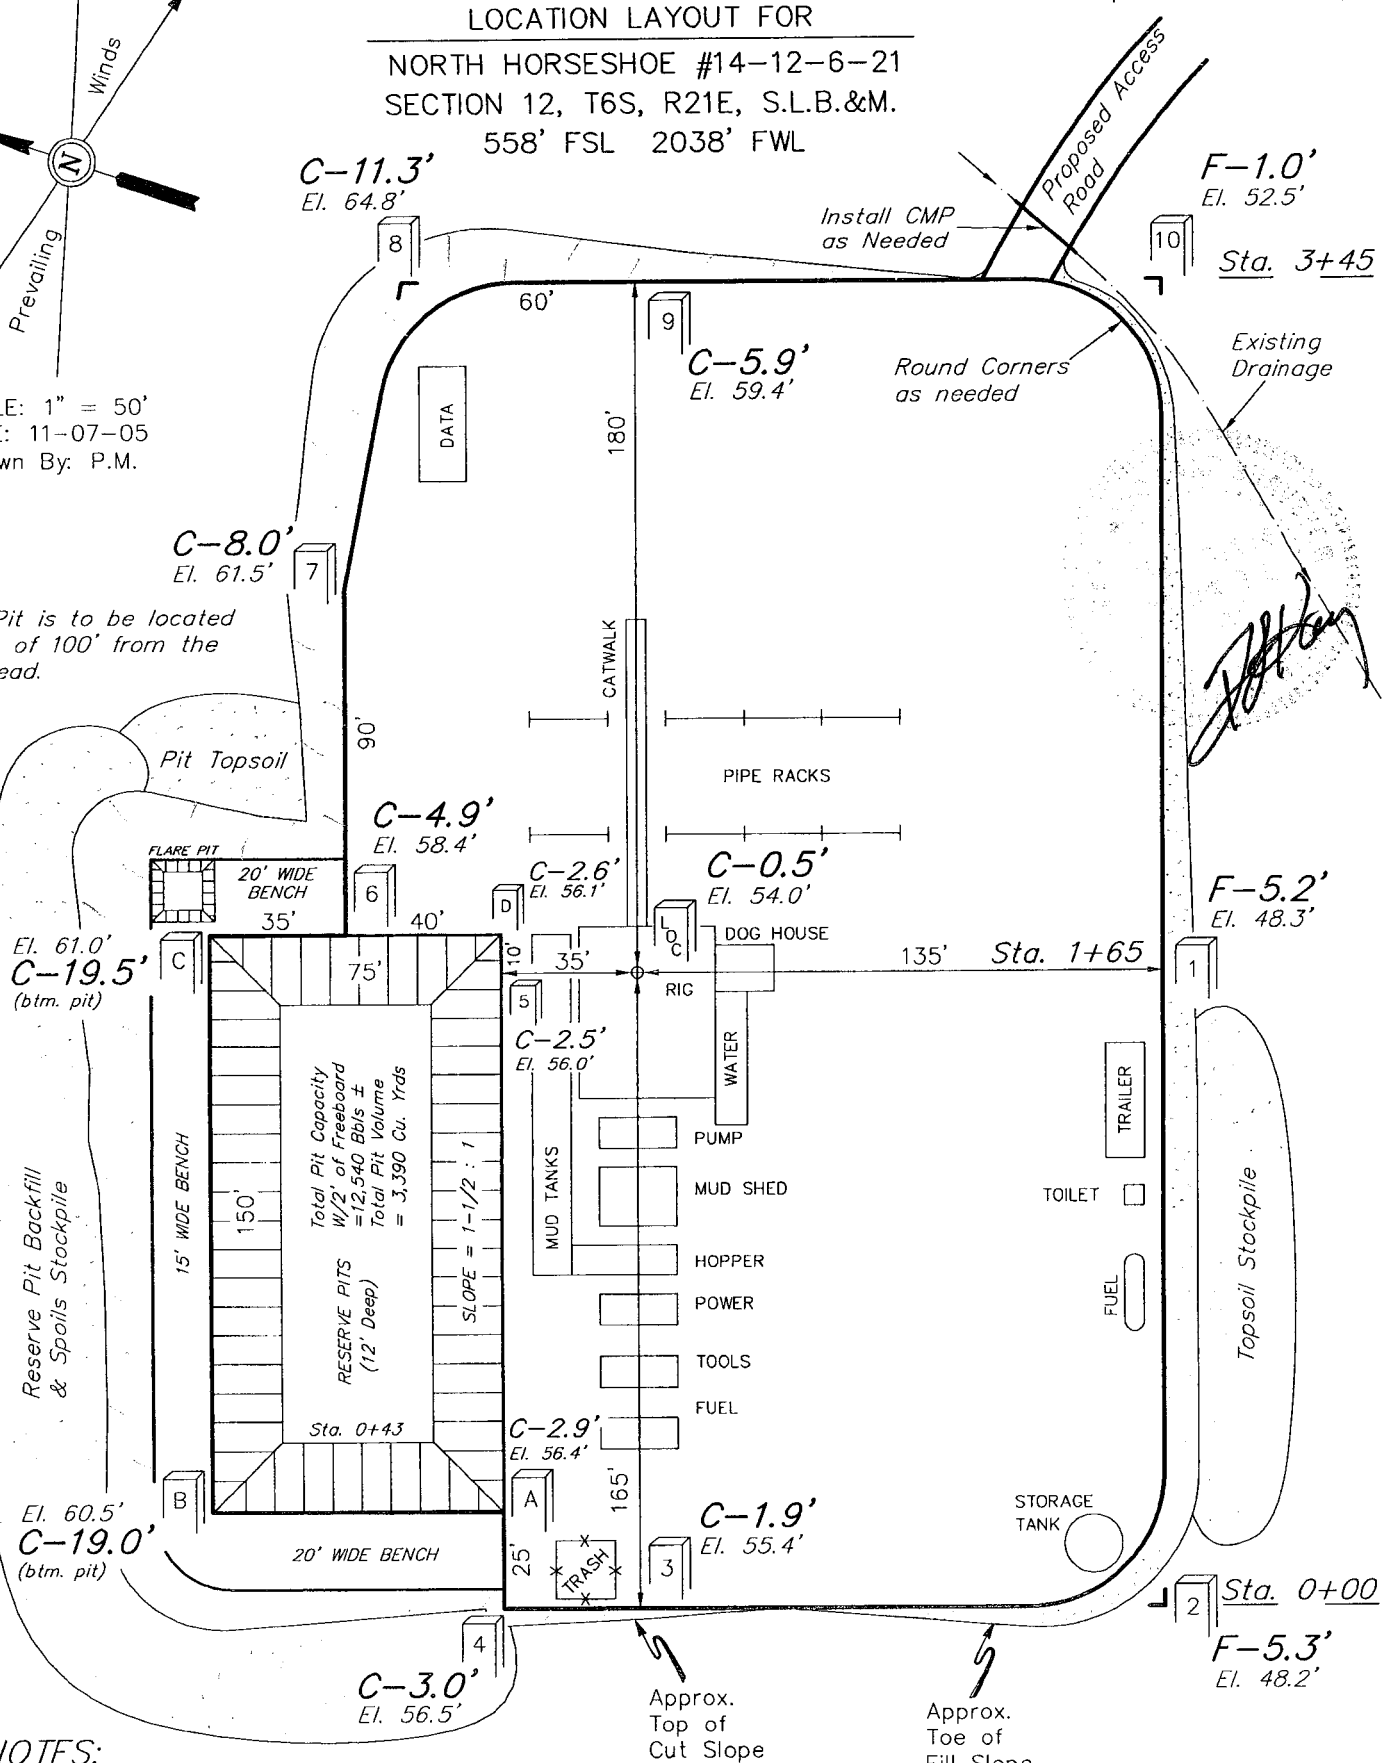 LOCATION LAYOUT FOR
NORTH HORSESHOE #14-12-6-21
SECTION 12, T6S, R21E, S.L.B.&M.
558' FSL 2038' FWL
Winds
N
Prevailing
LE: 1" = 50'
E: 11-07-05
wn By: P.M.
C-11.3'
El. 64.8'
8
Install CMP
as Needed
Proposed Access
Road
F-1.0'
El. 52.5'
10
Sta. 3+45
60'
9
C-5.9'
El. 59.4'
180'
Round Corners
as needed
Existing
Drainage
DATA
C-8.0'
El. 61.5'
7
Pit is to be located
of 100' from the
ead.
CATWALK
90'
Pit Topsoil
PIPE RACKS
C-4.9'
El. 58.4'
6
FLARE PIT
20' WIDE
BENCH
35'
40'
C-2.6'
El. 56.1'
D
C-0.5'
El. 54.0'
LOC
DOG HOUSE
F-5.2'
El. 48.3'
1
El. 61.0'
C-19.5'
(btm. pit)
C
75'
10'
35'
135'
Sta. 1+65
RIG
5
C-2.5'
El. 56.0'
WATER
TRAILER
Total Pit Capacity
W/2' of Freeboard
=12,540 Bbls ±
Total Pit Volume
= 3,390 Cu. Yrds
RESERVE PITS
(12' Deep)
SLOPE = 1-1/2 : 1
150'
15' WIDE BENCH
Reserve Pit Backfill
& Spoils Stockpile
MUD TANKS
PUMP
MUD SHED
HOPPER
POWER
TOOLS
FUEL
TOILET
FUEL
Topsoil Stockpile
Sta. 0+43
C-2.9'
El. 56.4'
A
B
El. 60.5'
C-19.0'
(btm. pit)
20' WIDE BENCH
25'
TRASH
165'
C-1.9'
El. 55.4'
3
STORAGE
TANK
2
Sta. 0+00
F-5.3'
El. 48.2'
4
C-3.0'
El. 56.5'
Approx.
Top of
Cut Slope
Approx.
Toe of
Fill Slope
NOTES: